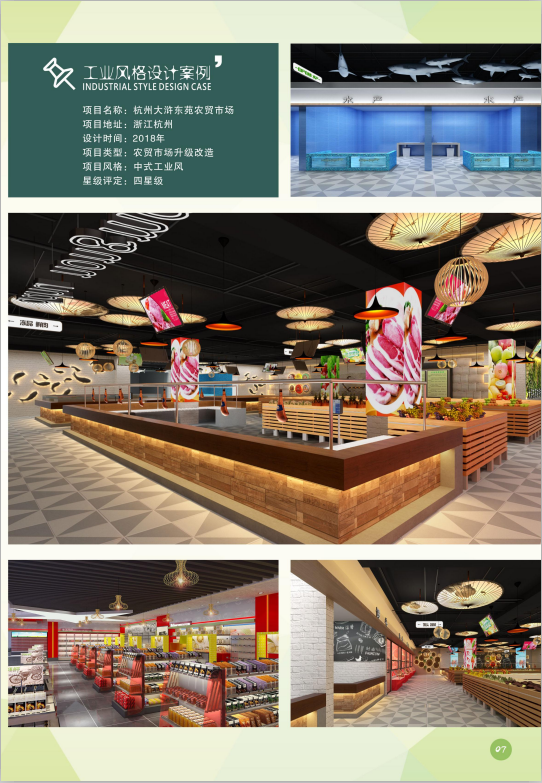 工业风格设计案例
INDUSTRIAL STYLE DESIGN CASE
项目名称：杭州大浒东苑农贸市场
项目地址：浙江杭州
设计时间：2018年
项目类型：农贸市场升级改造
项目风格：中式工业风
星级评定：四星级
水产
水产
07